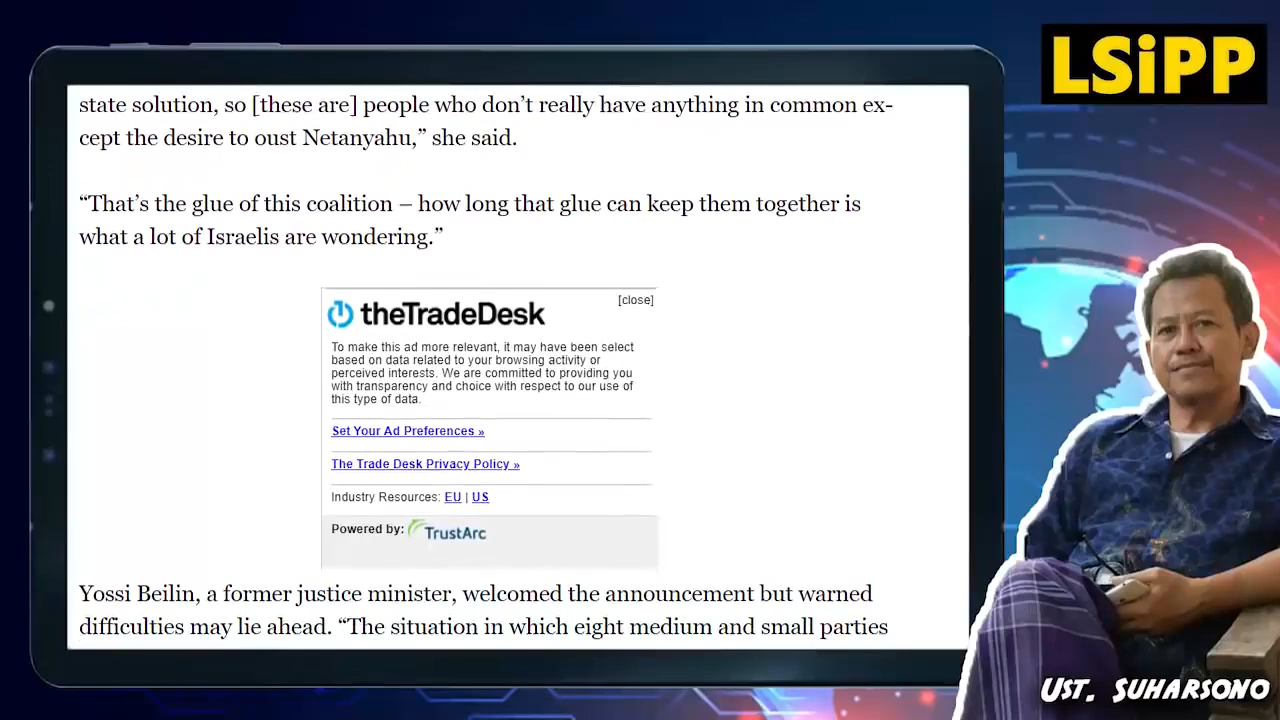 LSiPP
state solution, so [these are] people who don’t really have anything in common ex-
cept the desire to oust Netanyahu,” she said.
“That’s the glue of this coalition – how long that glue can keep them together is
what a lot of Israelis are wondering.”
[close]
theTradeDesk
To make this ad more relevant, it may have been select
based on data related to your browsing activity or
perceived interests. We are committed to providing you
with transparency and choice with respect to our use of
this type of data.
Set Your Ad Preferences »
The Trade Desk Privacy Policy »
Industry Resources: EU | US
Powered by: TrustArc
Yossi Beilin, a former justice minister, welcomed the announcement but warned
difficulties may lie ahead. “The situation in which eight medium and small parties
UST. SUHARSONO